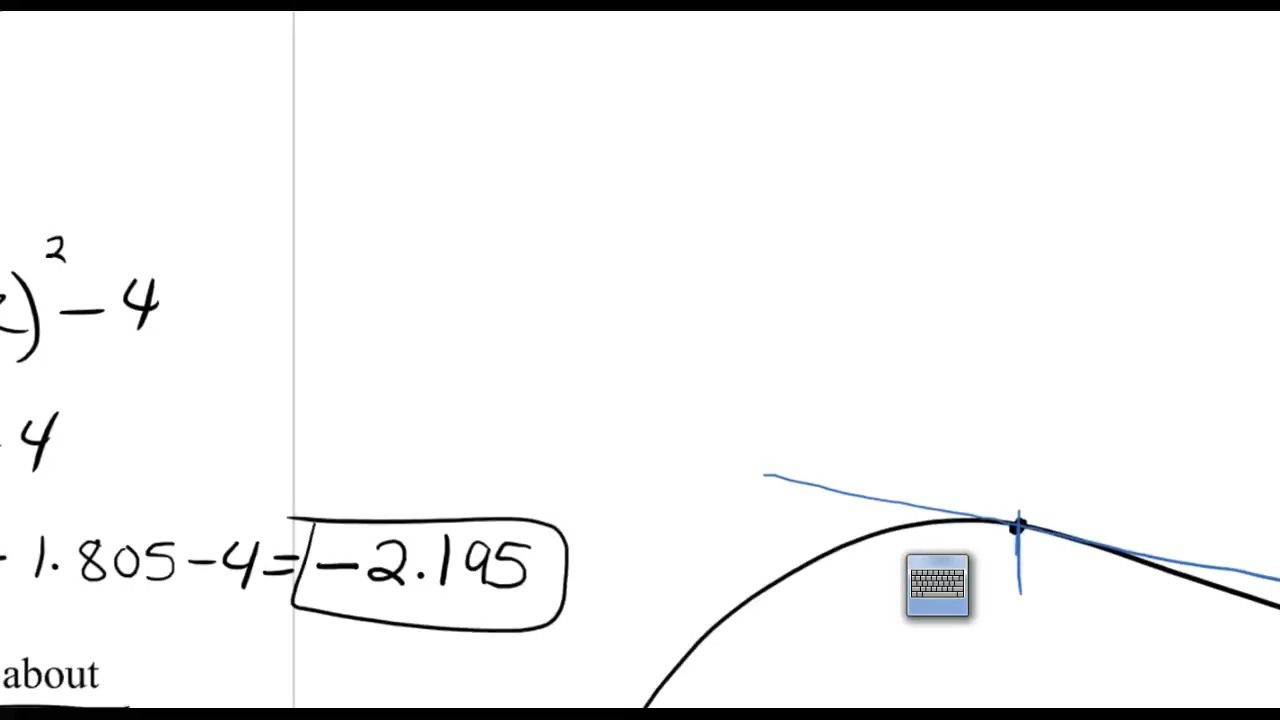 )² - 4
4
1.805 - 4 = -2.195
about